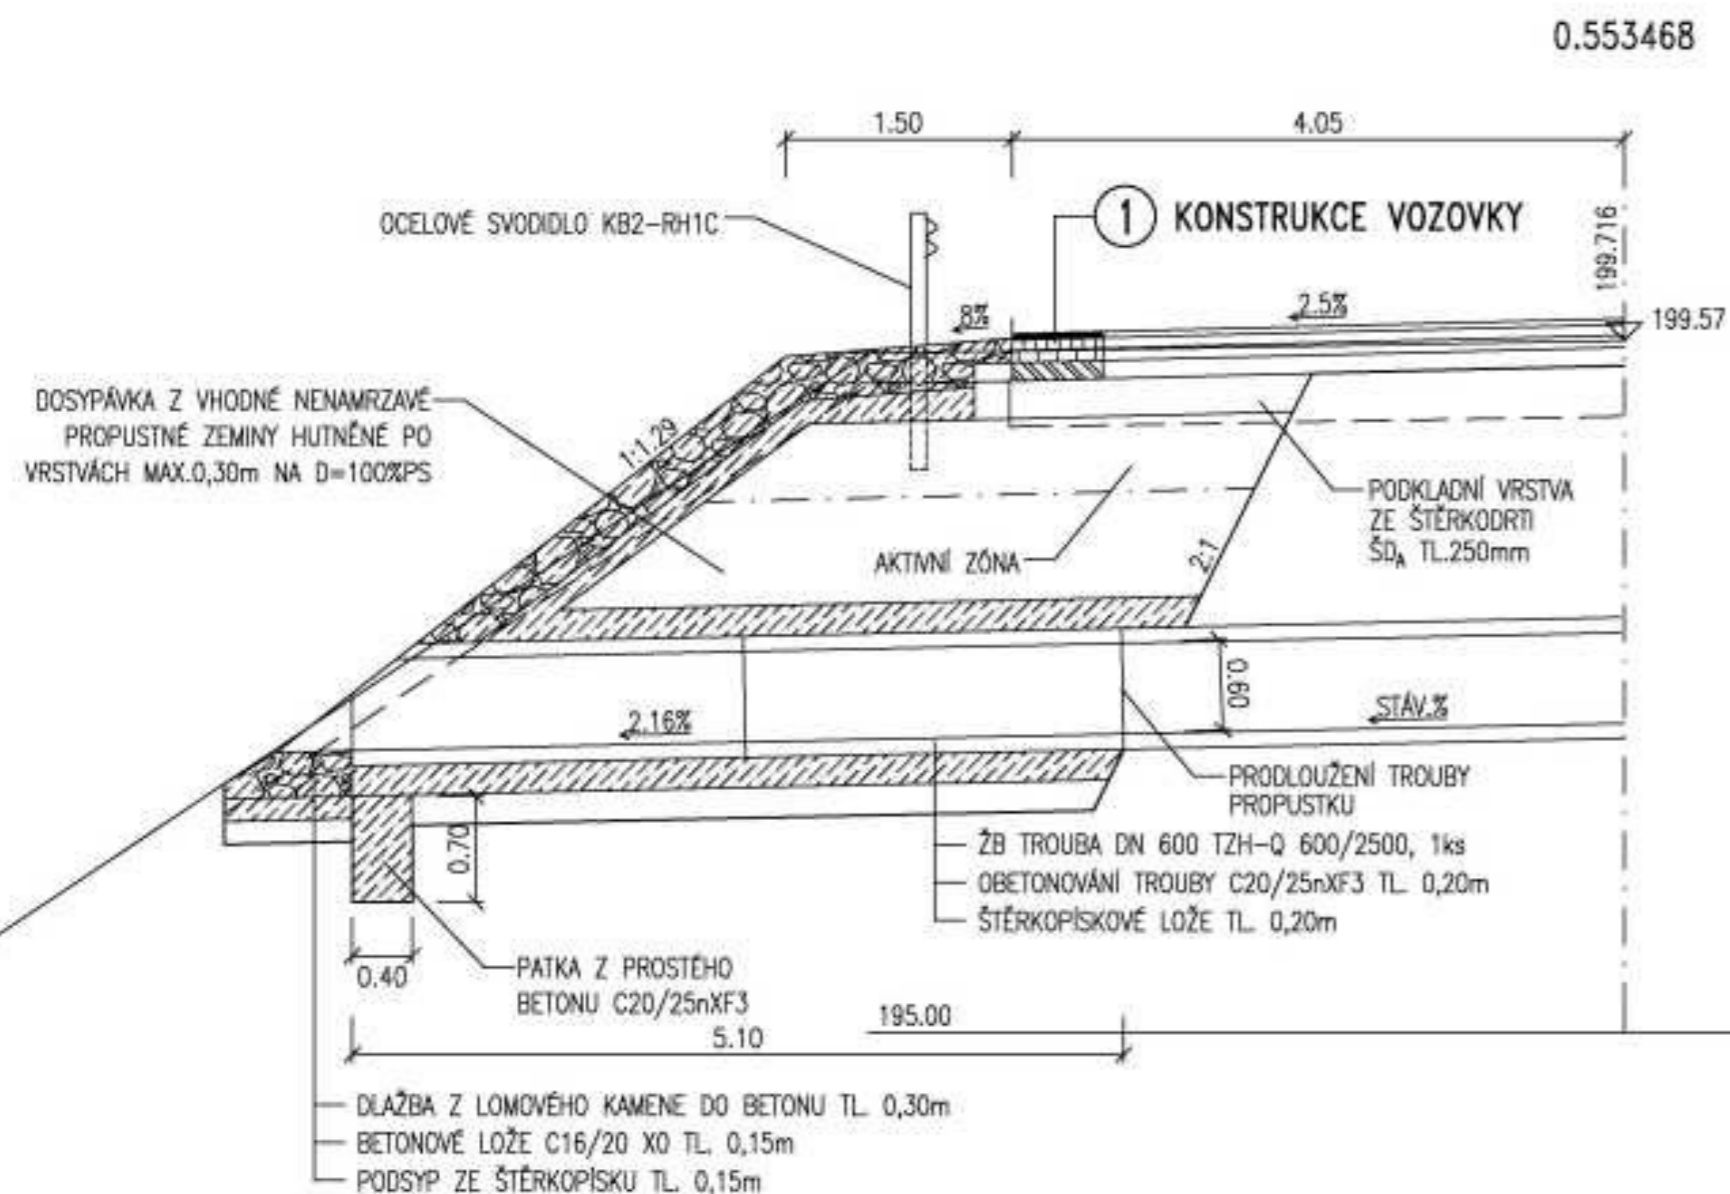 0.553468
1.50
4.05
OCELOVÉ SVODIDLO KB2-RH1C
1 KONSTRUKCE VOZOVKY
199.716
8%
2.5%
199.57
DOSYPÁVKA Z VHODNÉ NENAMRZAVÉ
PROPUSTNÉ ZEMINY HUTNĚNÉ PO
VRSTVÁCH MAX.0,30m NA D=100%PS
1:1.29
PODKLADNÍ VRSTVA
ZE ŠTĚRKODRTI
ŠDA TL.250mm
AKTIVNÍ ZÓNA
2:1
0.60
2.16%
STÁV.%
PRODLOUŽENÍ TROUBY
PROPUSTKU
0.70
ŽB TROUBA DN 600 TZH-Q 600/2500, 1ks
OBETONOVÁNÍ TROUBY C20/25nXF3 TL. 0,20m
ŠTĚRKOPÍSKOVÉ LOŽE TL. 0,20m
0.40
PATKA Z PROSTÉHO
BETONU C20/25nXF3
195.00
5.10
DLAŽBA Z LOMOVÉHO KAMENE DO BETONU TL. 0,30m
BETONOVÉ LOŽE C16/20 X0 TL. 0,15m
PODSYP ZE ŠTĚRKOPÍSKU TL. 0,15m